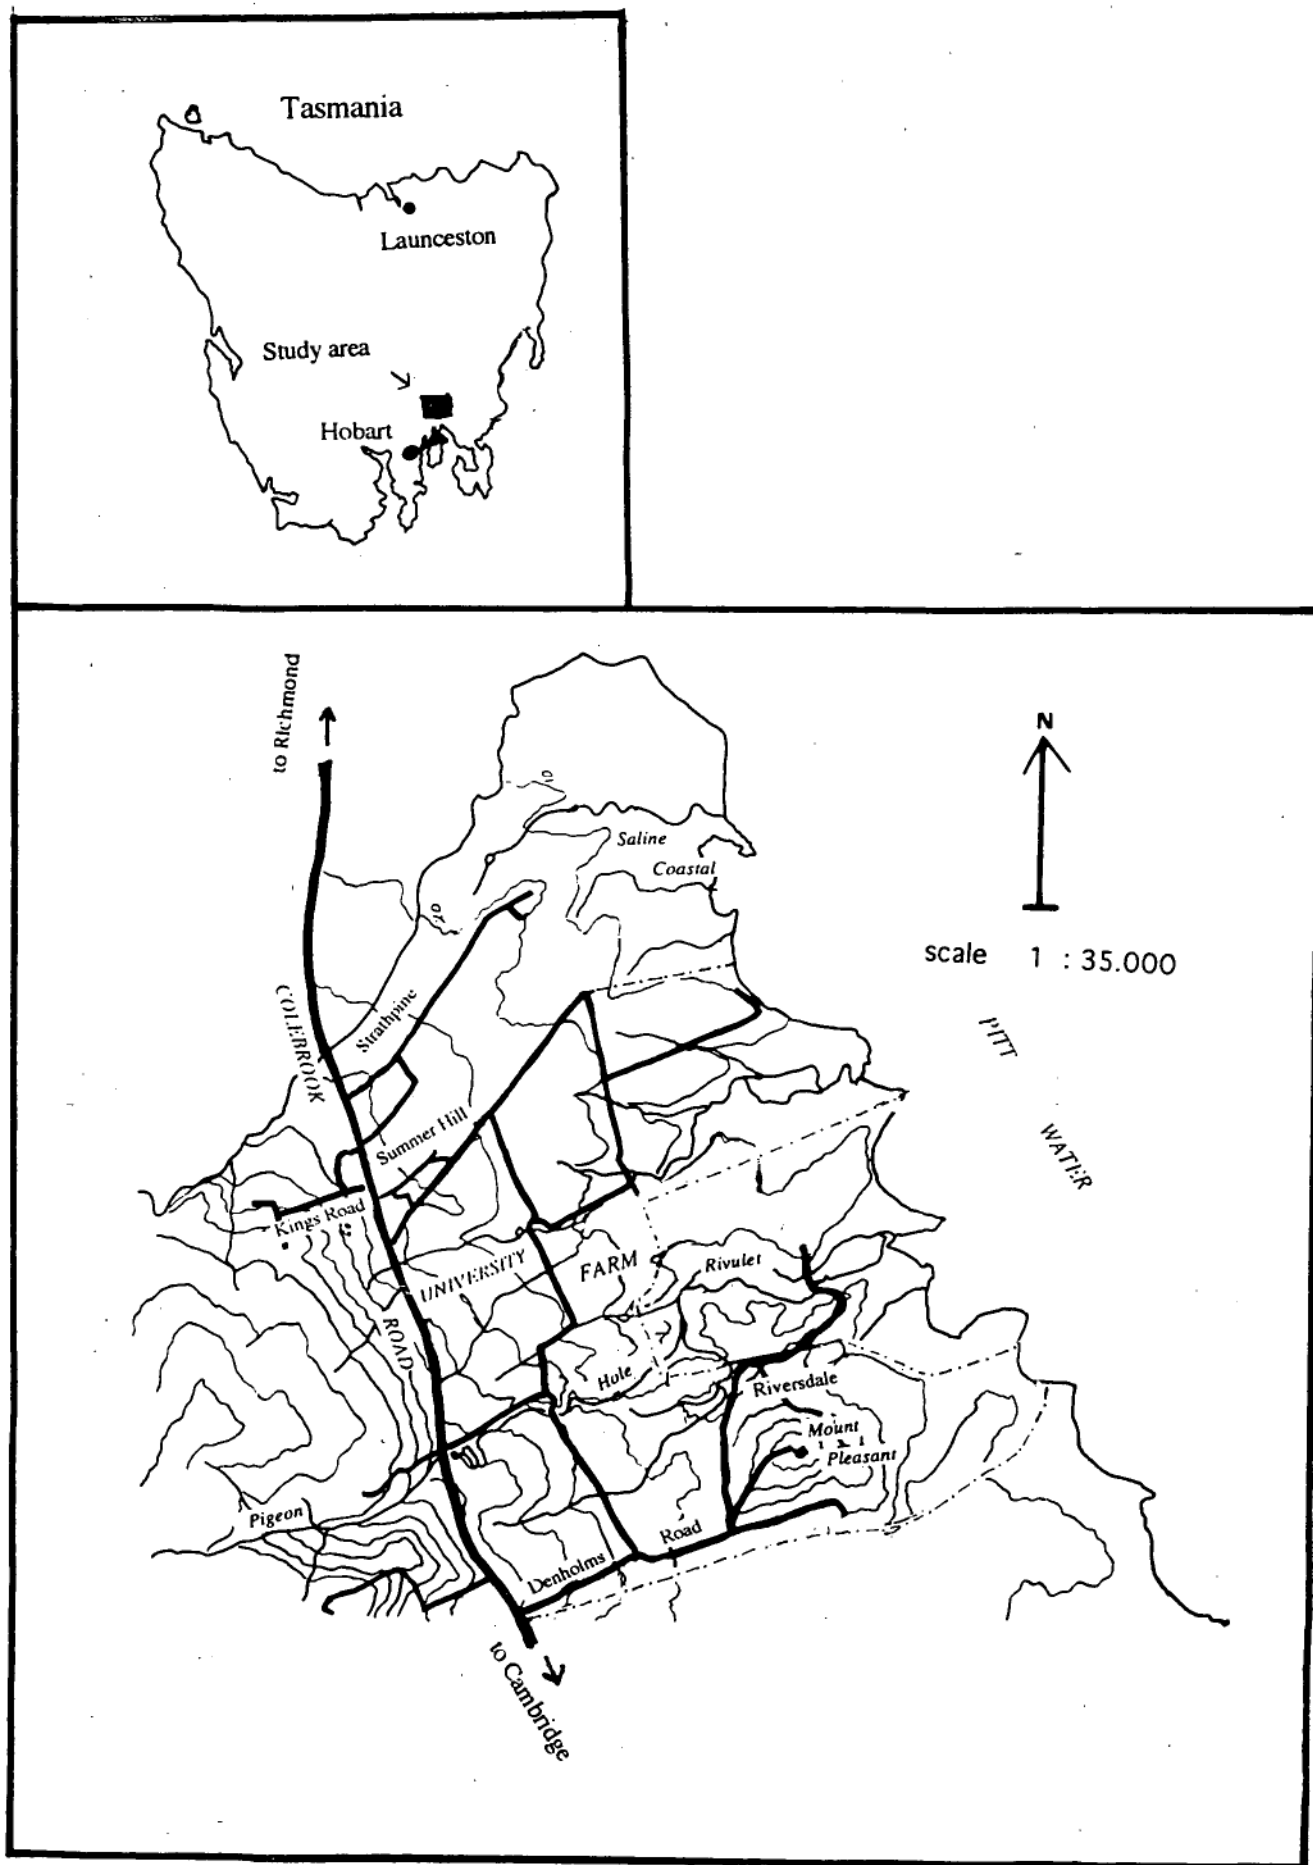 Tasmania
Launceston
Study area
Hobart
to Richmond
N
Saline
Coastal
scale 1 : 35.000
COLEBROOK
Strathpine
PITT
WATER
Summer Hill
Kings Road
UNIVERSITY
FARM
Rivulet
ROAD
Hole
Riversdale
Mount
121
Pleasant
Pigeon
Road
Denholms
to Cambridge